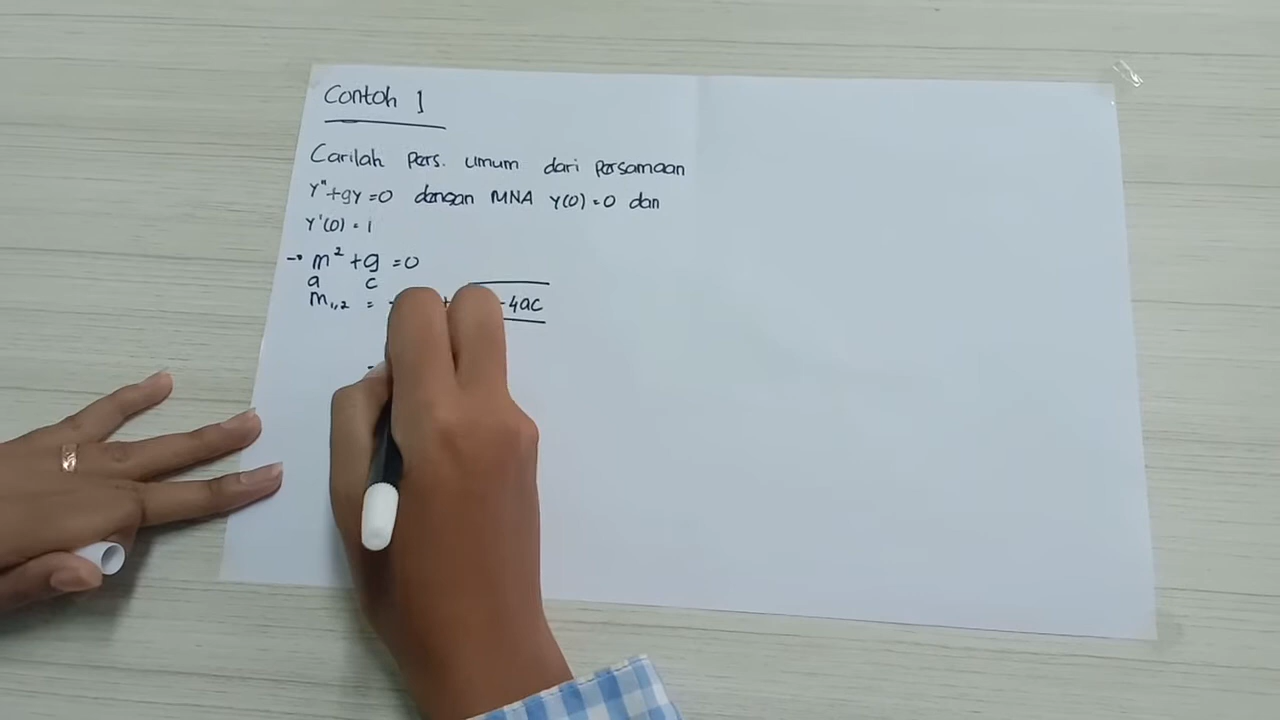 Contoh 1
Carilah pers. umum dari persamaan
y"+9y=0 dengan MNA y(0)=0 dan
y'(0)=1
→ m²+9=0
a c
m₁,₂ = -4ac